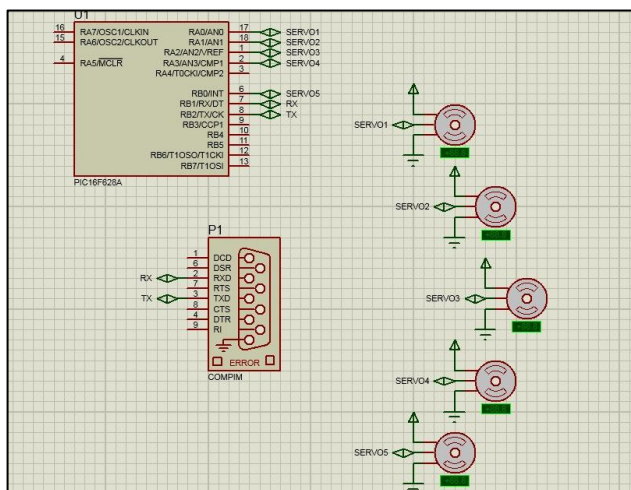 U1
16 RA7/OSC1/CLKIN RA0/AN0 17 SERVO1
15 RA6/OSC2/CLKOUT RA1/AN1 18 SERVO2
RA2/AN2/VREF 1 SERVO3
4 RA5/MCLR RA3/AN3/CMP1 2 SERVO4
RA4/T0CKI/CMP2 3
RB0/INT 6 SERVO5
RB1/RX/DT 7 RX
RB2/TX/CK 8 TX
RB3/CCP1 9
RB4 10
RB5 11
RB6/T1OSO/T1CKI 12
RB7/T1OSI 13
PIC16F628A
SERVO1
SERVO2
P1
1 DCD
6 DSR
RX 2 RXD
7 RTS
TX 3 TXD
8 CTS
4 DTR
9 RI
ERROR
COMPIM
SERVO3
SERVO4
SERVO5